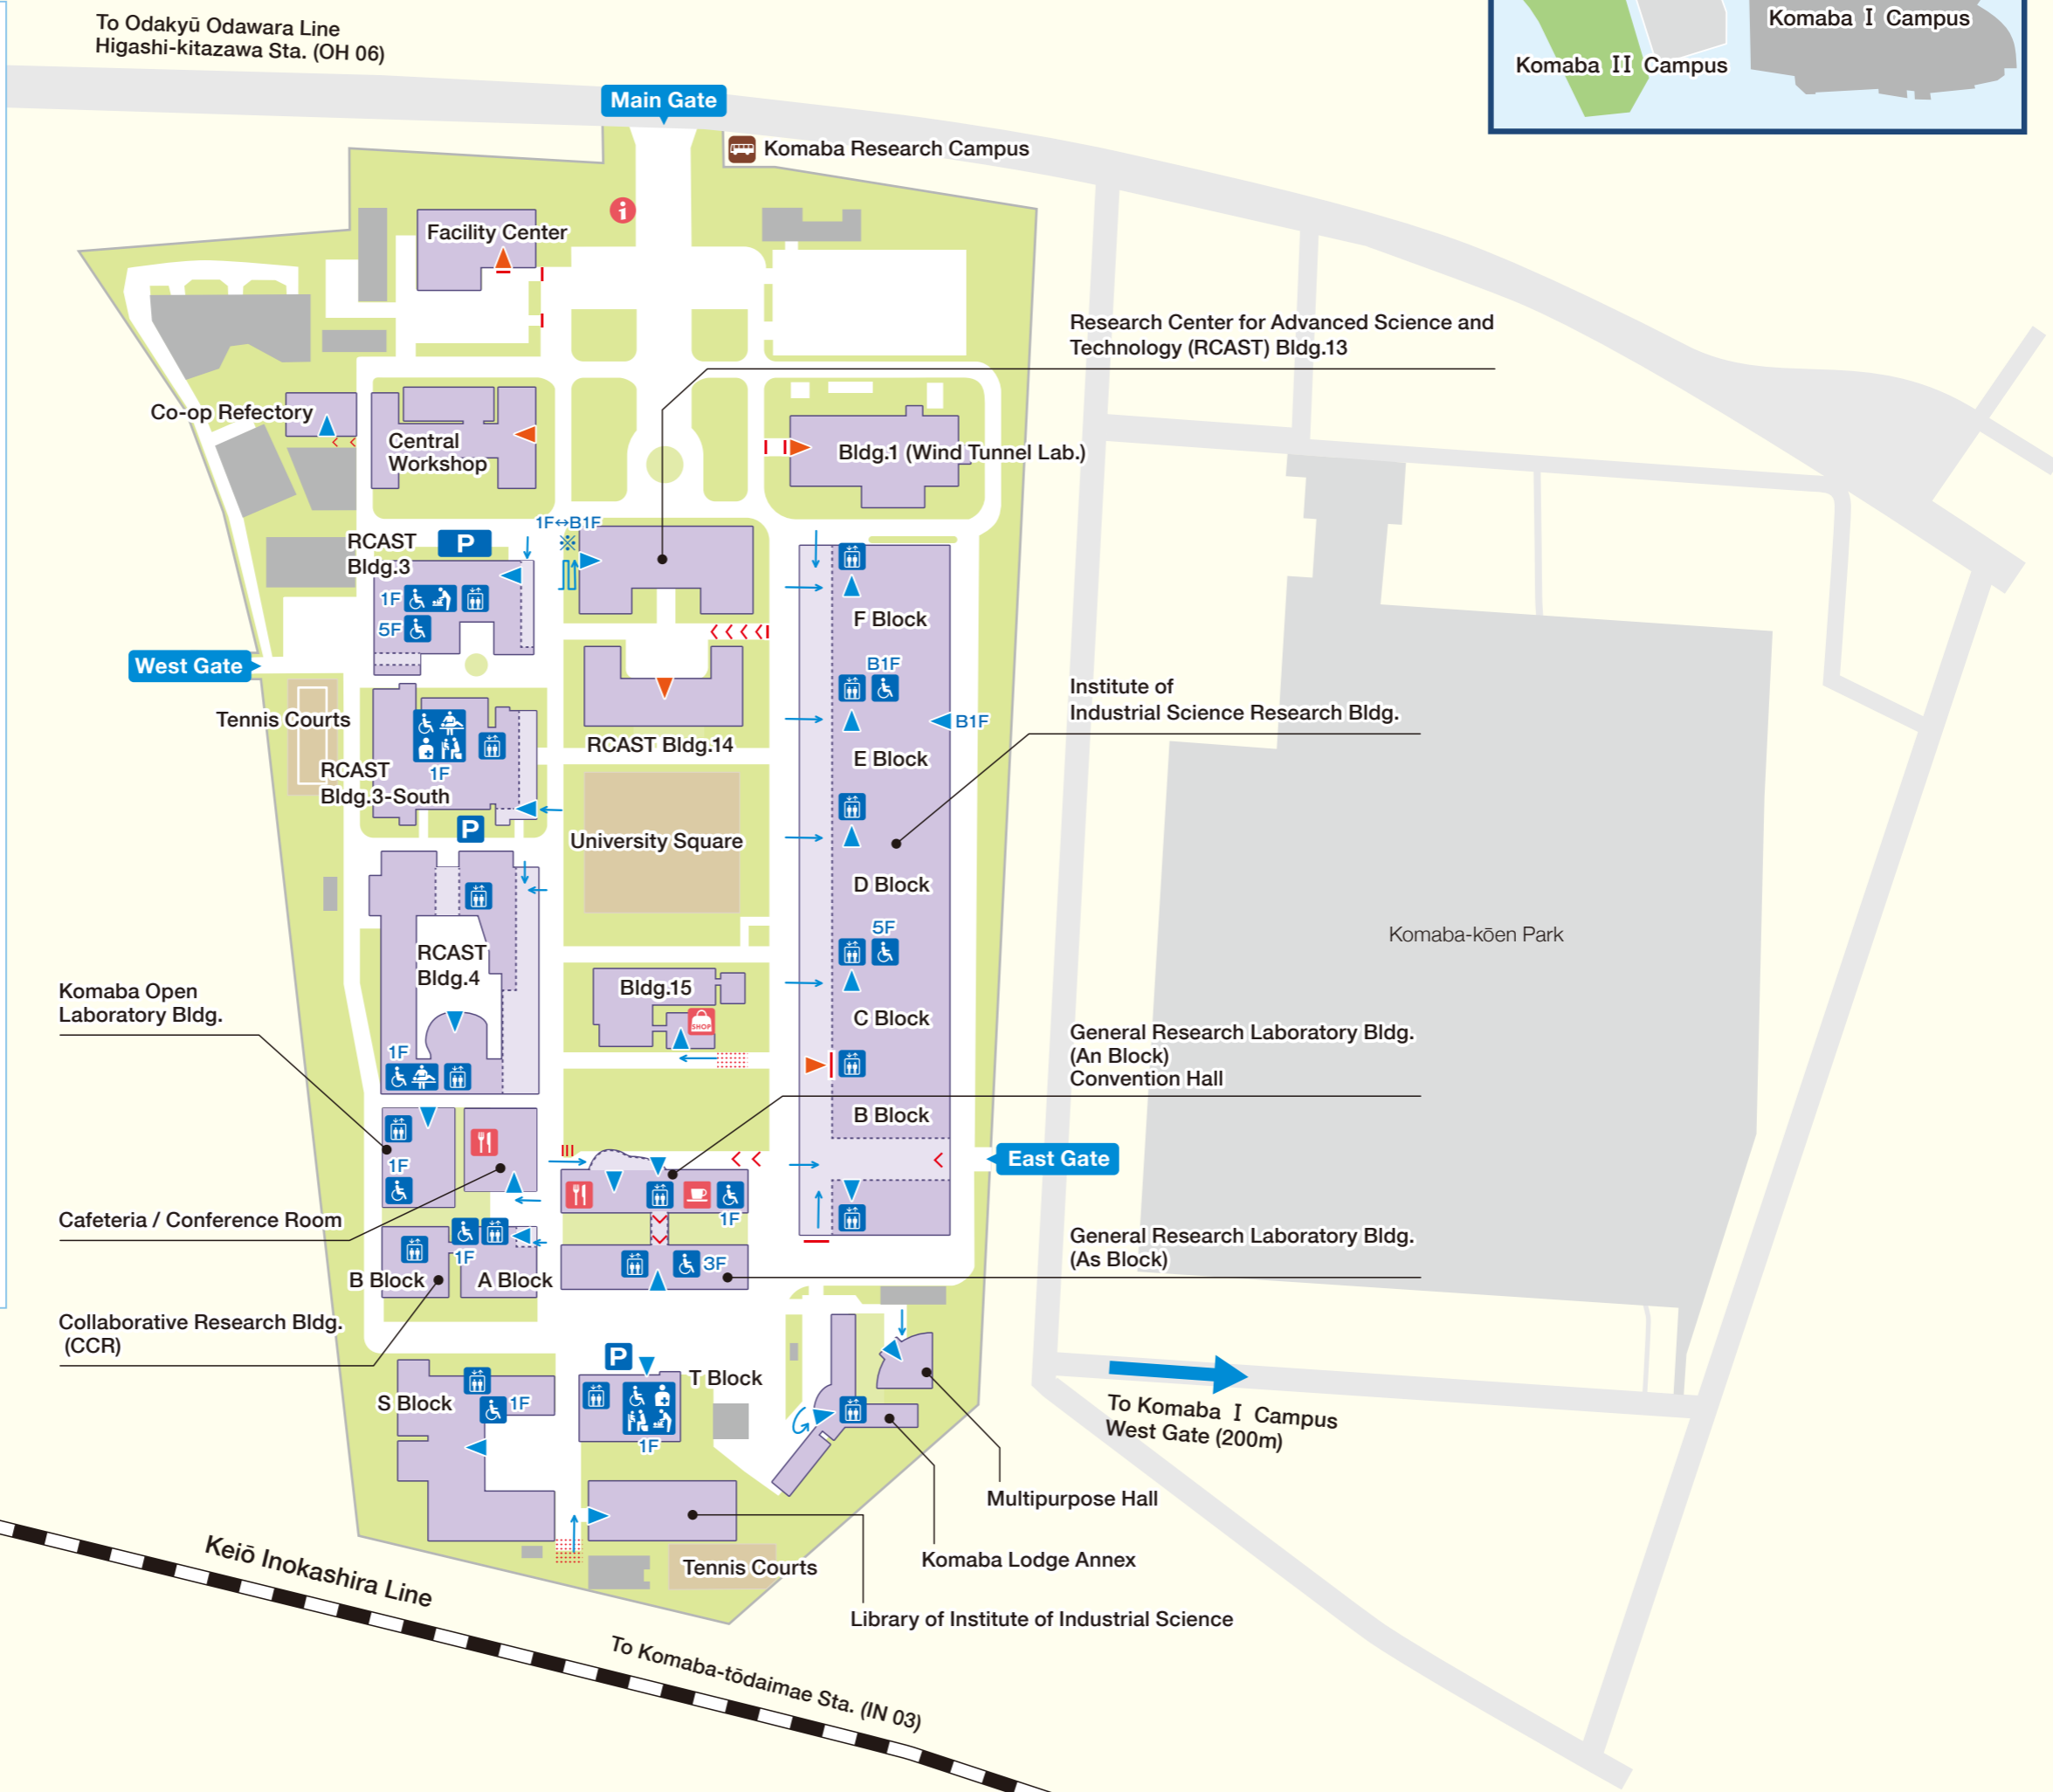 To Odakyū Odawara Line
Higashi-kitazawa Sta. (OH 06)
Komaba I Campus
Komaba II Campus
Main Gate
Komaba Research Campus
i
Facility Center
Research Center for Advanced Science and
Technology (RCAST) Bldg.13
Co-op Refectory
Central
Workshop
Bldg.1 (Wind Tunnel Lab.)
1F↔B1F
※
RCAST
Bldg.3
P
1F
5F
F Block
West Gate
B1F
B1F
Institute of
Industrial Science Research Bldg.
Tennis Courts
RCAST Bldg.14
E Block
RCAST
Bldg.3-South
1F
P
University Square
D Block
5F
Komaba-kōen Park
RCAST
Bldg.4
Komaba Open
Laboratory Bldg.
Bldg.15
SHOP
C Block
General Research Laboratory Bldg.
(An Block)
Convention Hall
1F
B Block
East Gate
1F
1F
Cafeteria / Conference Room
General Research Laboratory Bldg.
(As Block)
1F
3F
B Block
A Block
Collaborative Research Bldg.
(CCR)
P
T Block
S Block
1F
1F
To Komaba I Campus
West Gate (200m)
Multipurpose Hall
Komaba Lodge Annex
Tennis Courts
Library of Institute of Industrial Science
Keiō Inokashira Line
To Komaba-tōdaimae Sta. (IN 03)